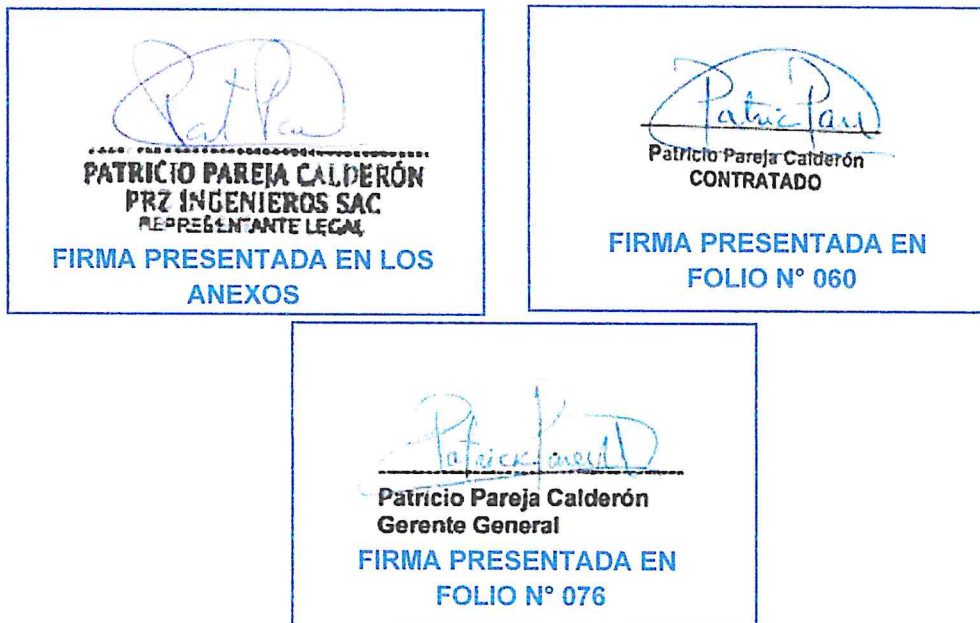 PATRICIO PAREJA CALDERÓN
PRZ INGENIEROS SAC
REPRESENTANTE LEGAL
FIRMA PRESENTADA EN LOS
ANEXOS
Patricio Pareja Calderón
CONTRATADO
FIRMA PRESENTADA EN
FOLIO N° 060
Patricio Pareja Calderón
Gerente General
FIRMA PRESENTADA EN
FOLIO N° 076